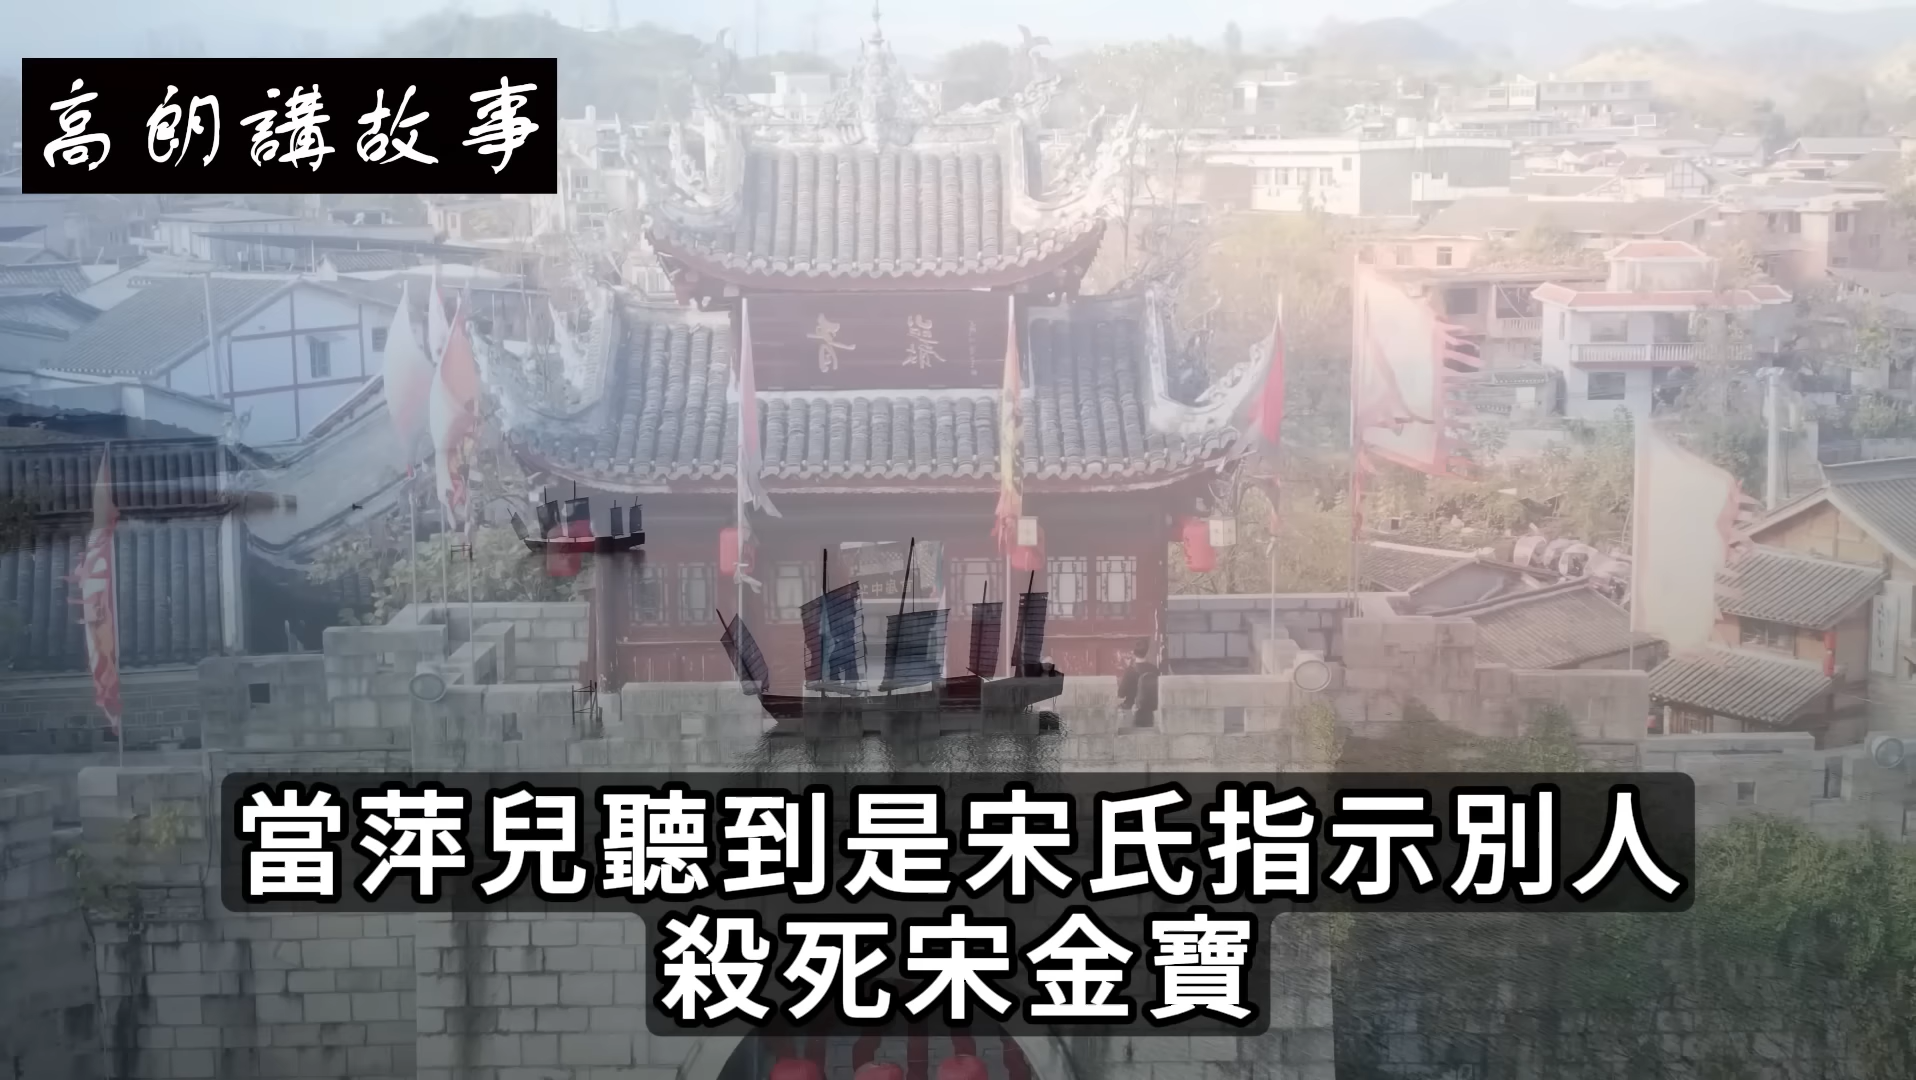 高朗講故事
當萍兒聽到是宋氏指示別人
殺死宋金寶